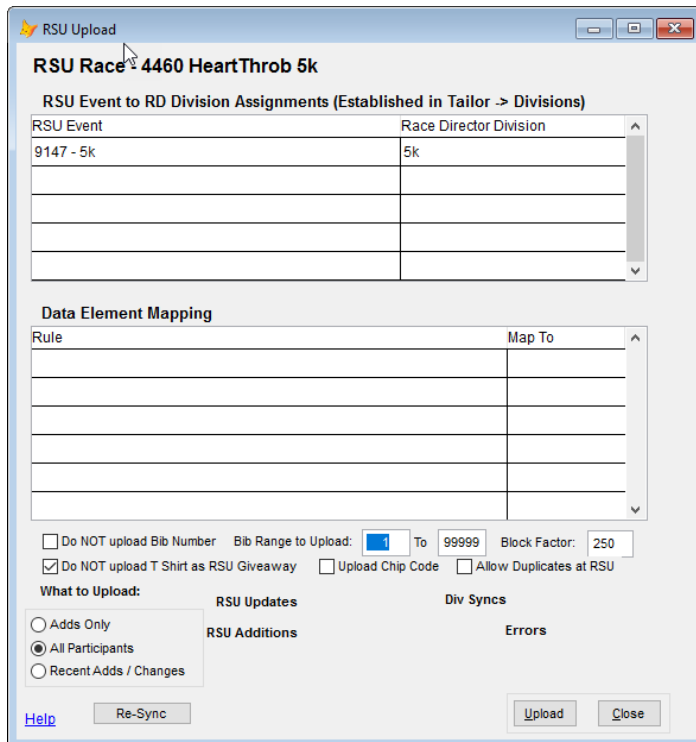 RSU Upload
RSU Race - 4460 HeartThrob 5k
RSU Event to RD Division Assignments (Established in Tailor -> Divisions)
RSU Event Race Director Division
9147 - 5k 5k
Data Element Mapping
Rule Map To
Do NOT upload Bib Number Bib Range to Upload: 1 To 99999 Block Factor: 250
Do NOT upload T Shirt as RSU Giveaway Upload Chip Code Allow Duplicates at RSU
What to Upload: RSU Updates Div Syncs
Adds Only RSU Additions Errors
All Participants
Recent Adds / Changes
Help Re-Sync Upload Close